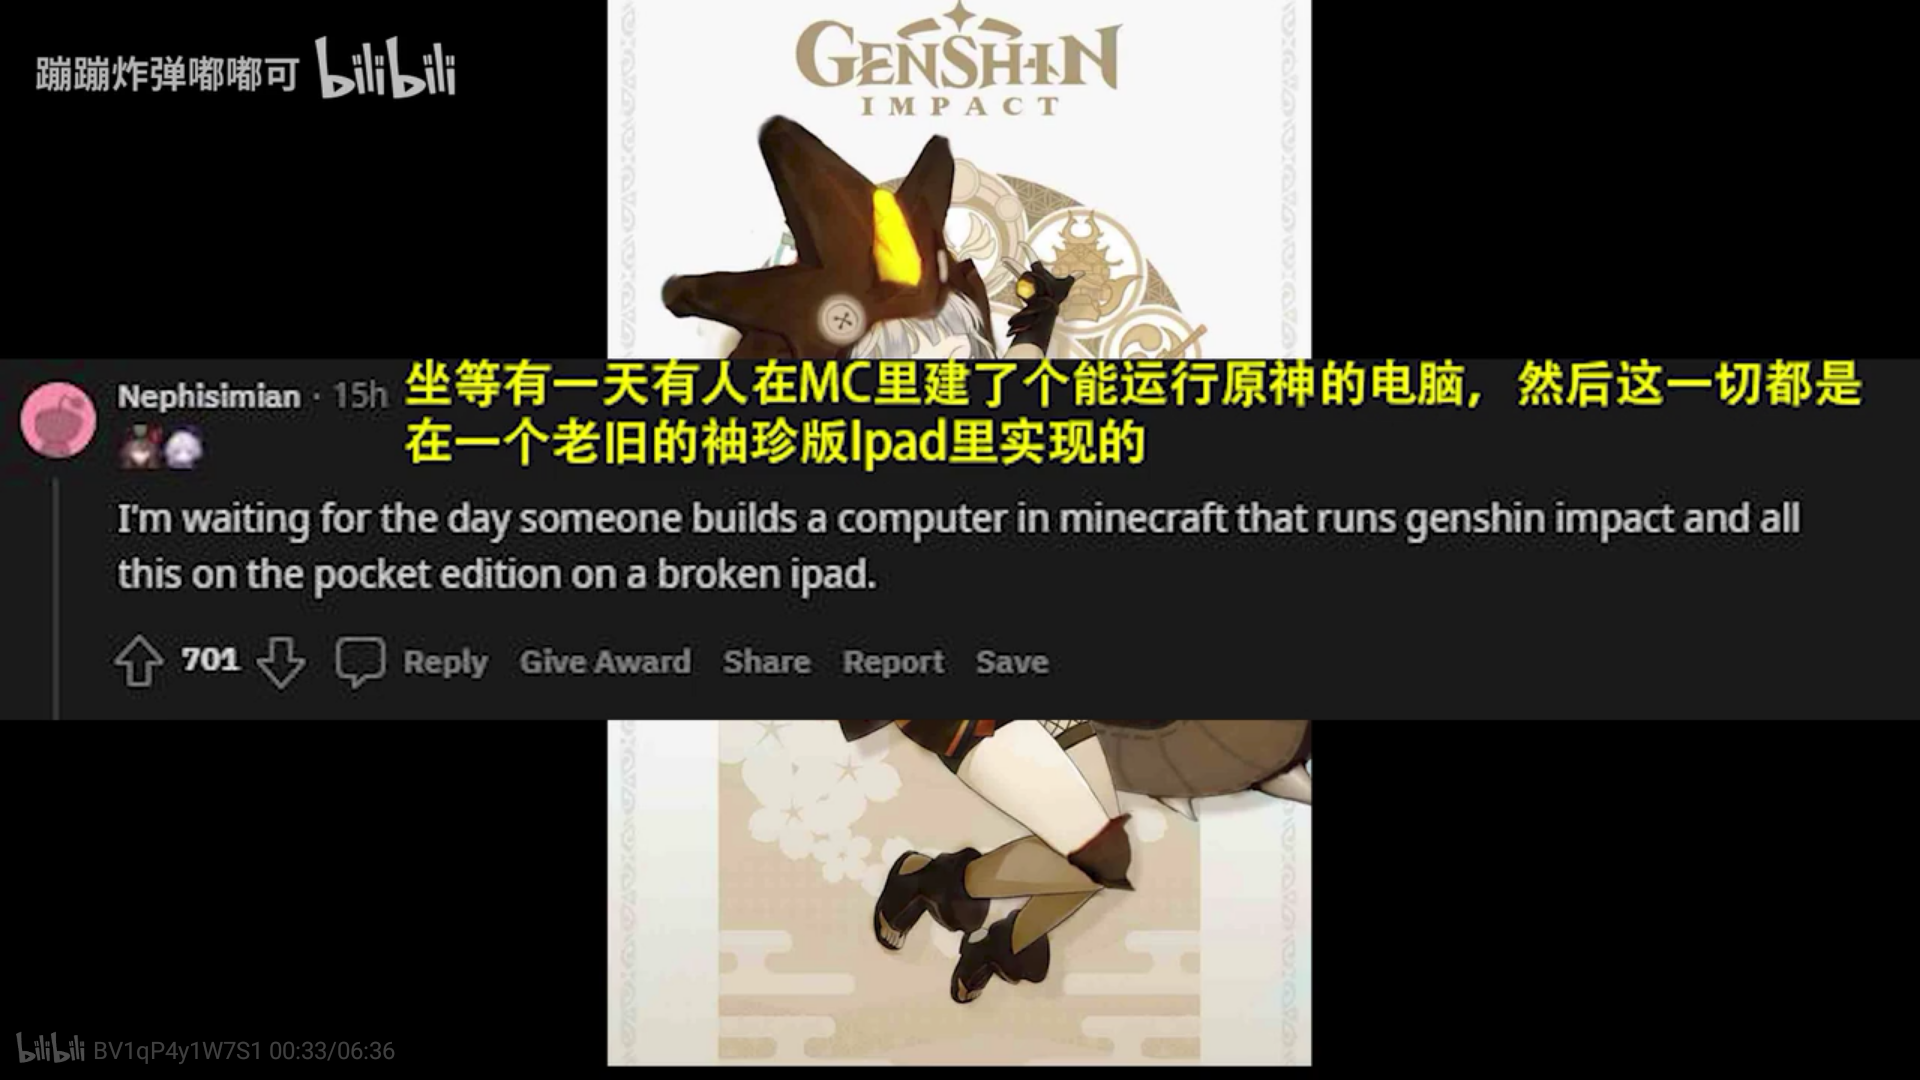 蹦蹦炸弹嘟嘟可 bilibili
GENSHIN
IMPACT
Nephisimian · 15h
坐等有一天有人在MC里建了个能运行原神的电脑，然后这一切都是
在一个老旧的袖珍版Ipad里实现的
I'm waiting for the day someone builds a computer in minecraft that runs genshin impact and all
this on the pocket edition on a broken ipad.
701 Reply Give Award Share Report Save
bilibili BV1qP4y1W7S1 00:33/06:36